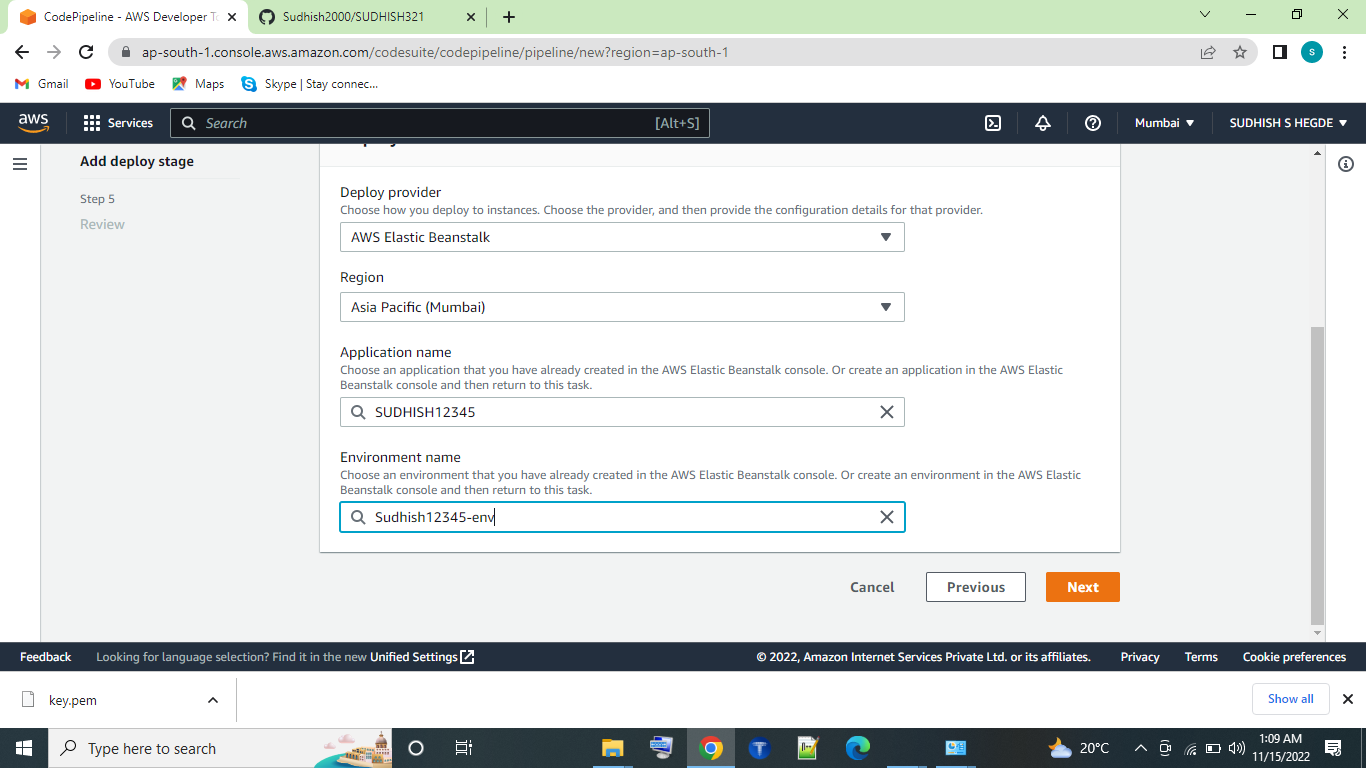 CodePipeline - AWS Developer To
Sudhish2000/SUDHISH321
ap-south-1.console.aws.amazon.com/codesuite/codepipeline/pipeline/new?region=ap-south-1
S
Gmail
YouTube
Maps
Skype | Stay connec...
aws
Services
Search
[Alt+S]
Mumbai
SUDHISH S HEGDE
Add deploy stage
Step 5
Review
Deploy provider
Choose how you deploy to instances. Choose the provider, and then provide the configuration details for that provider.
AWS Elastic Beanstalk
Region
Asia Pacific (Mumbai)
Application name
Choose an application that you have already created in the AWS Elastic Beanstalk console. Or create an application in the AWS Elastic
Beanstalk console and then return to this task.
SUDHISH12345
Environment name
Choose an environment that you have already created in the AWS Elastic Beanstalk console. Or create an environment in the AWS Elastic
Beanstalk console and then return to this task.
Sudhish12345-env
Cancel
Previous
Next
Feedback
Looking for language selection? Find it in the new Unified Settings
© 2022, Amazon Internet Services Private Ltd. or its affiliates.
Privacy
Terms
Cookie preferences
key.pem
Show all
Type here to search
20°C
1:09 AM
11/15/2022